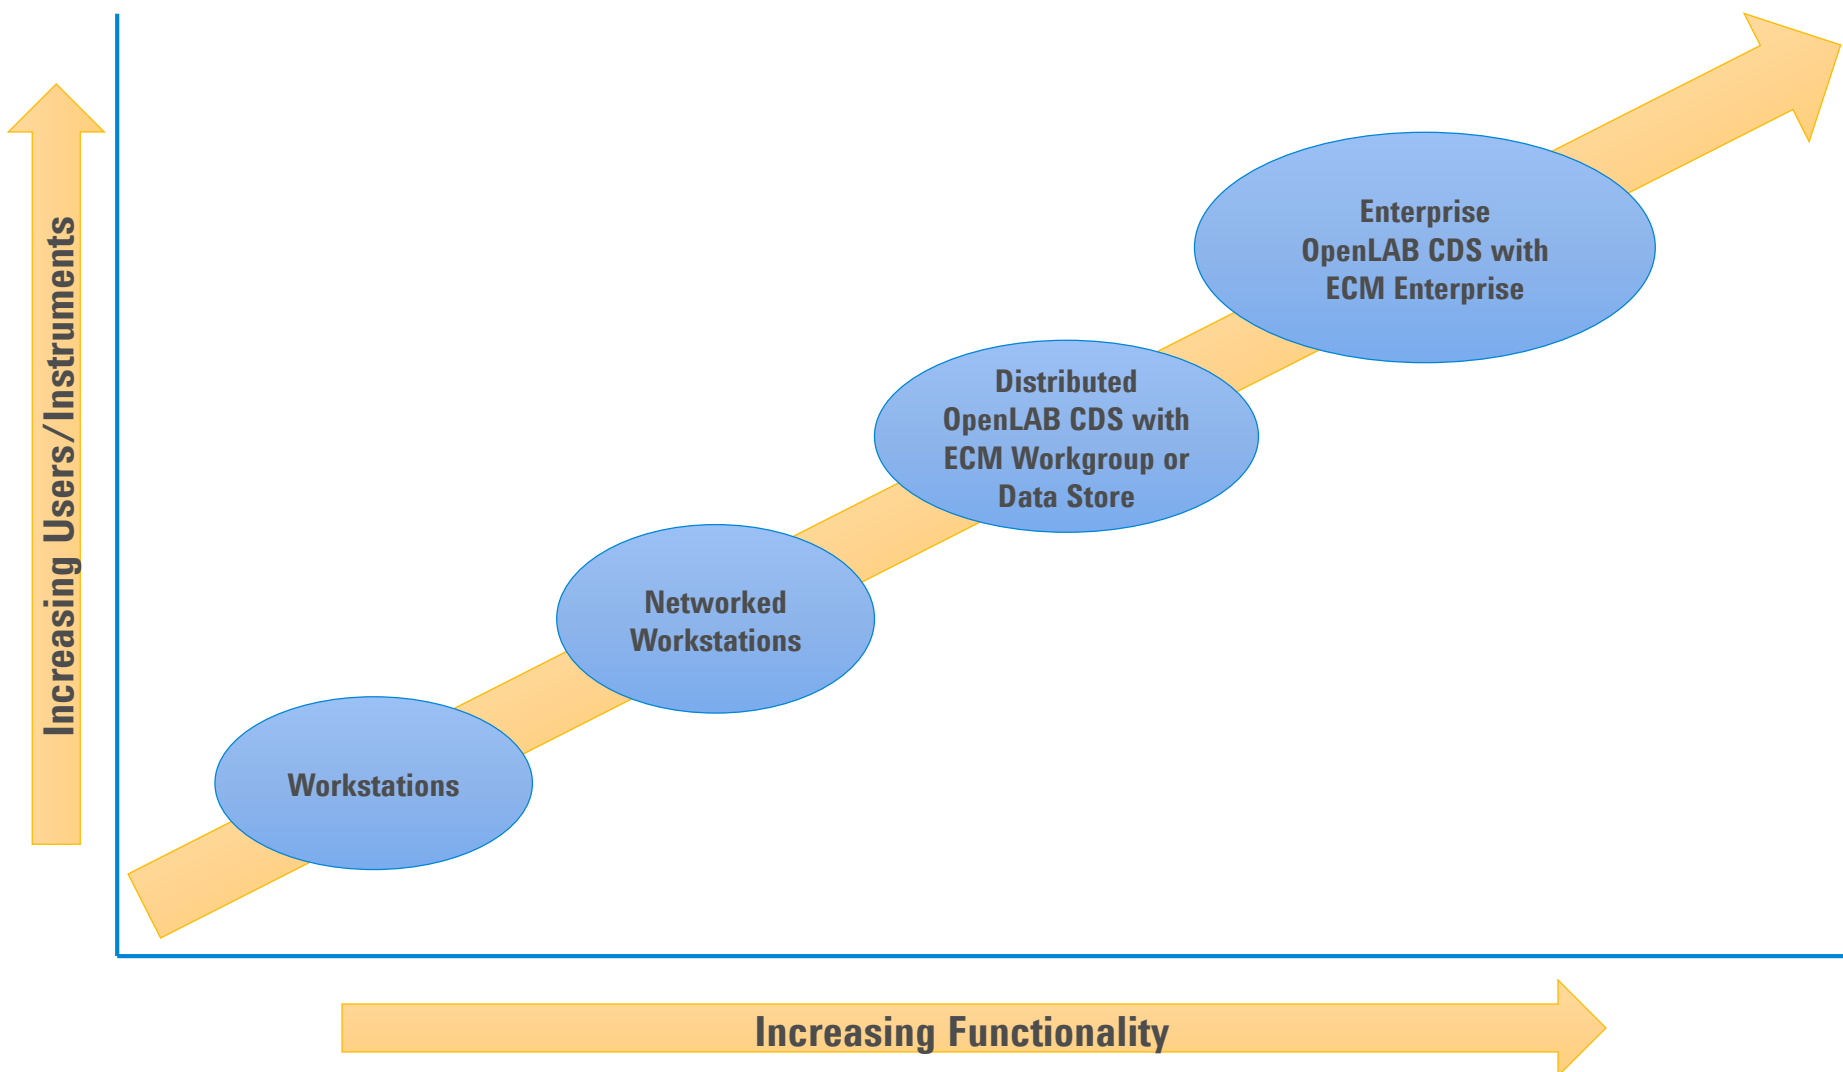 Increasing Users/Instruments
Enterprise
OpenLAB CDS with
ECM Enterprise
Distributed
OpenLAB CDS with
ECM Workgroup or
Data Store
Networked
Workstations
Workstations
Increasing Functionality